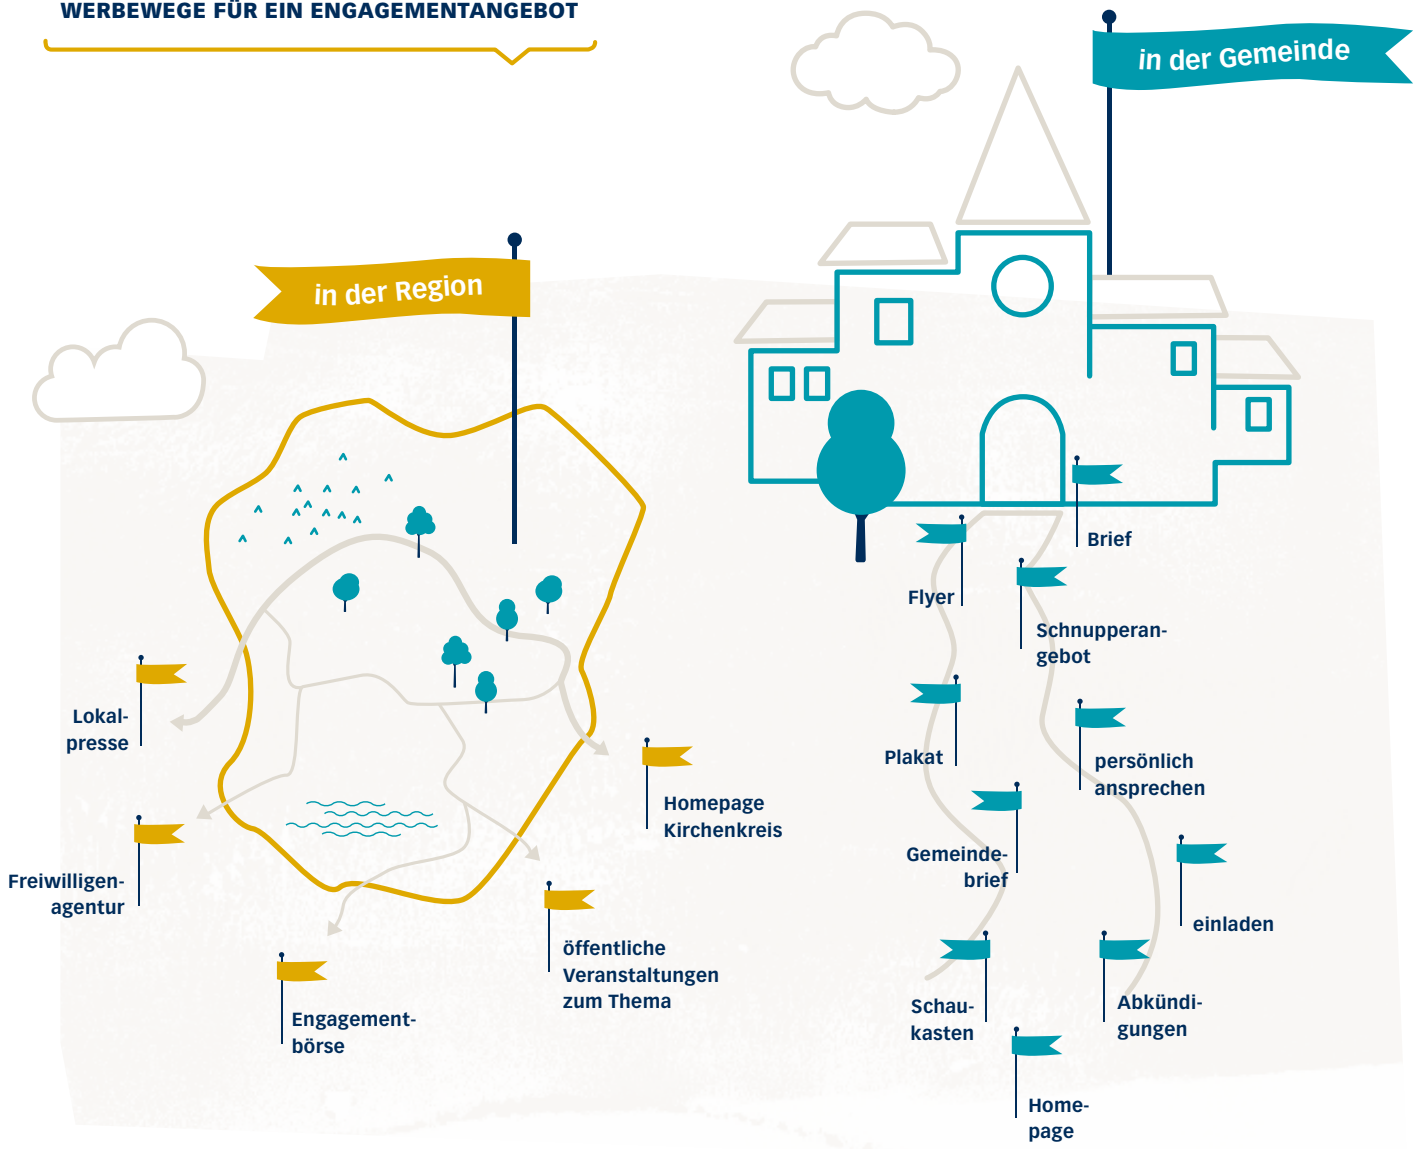 WERBEWEGE FÜR EIN ENGAGEMENTANGEBOT
in der Gemeinde
in der Region
Brief
Flyer
Schnupperan-
gebot
Plakat
persönlich
ansprechen
Gemeinde-
brief
einladen
Schau-
kasten
Abkündi-
gungen
Home-
page
Lokal-
presse
Homepage
Kirchenkreis
Freiwilligen-
agentur
öffentliche
Veranstaltungen
zum Thema
Engagement-
börse